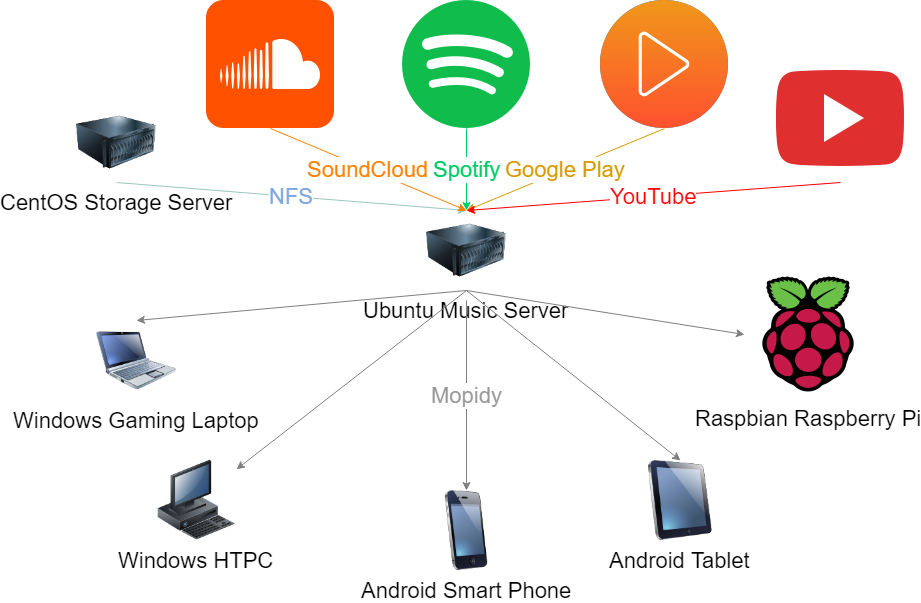 SoundCloud
Spotify
Google Play
YouTube
NFS
CentOS Storage Server
Ubuntu Music Server
Mopidy
Windows Gaming Laptop
Raspbian Raspberry Pi
Windows HTPC
Android Tablet
Android Smart Phone